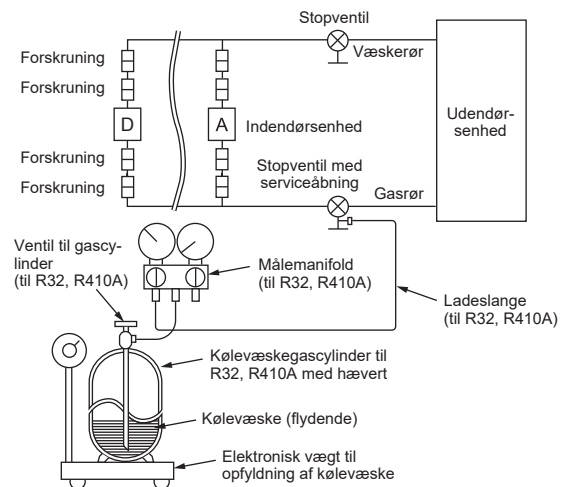 Stopventil
Væskerør
Forskruning
Forskruning
D
A
Indendørsenhed
Udendør-
senhed
Forskruning
Forskruning
Stopventil med
serviceåbning
Gasrør
Ventil til gascy-
linder
(til R32, R410A)
Målemanifold
(til R32, R410A)
Ladeslange
(til R32, R410A)
Kølevæskegascylinder til
R32, R410A med hævert
Kølevæske (flydende)
Elektronisk vægt til
opfyldning af kølevæske